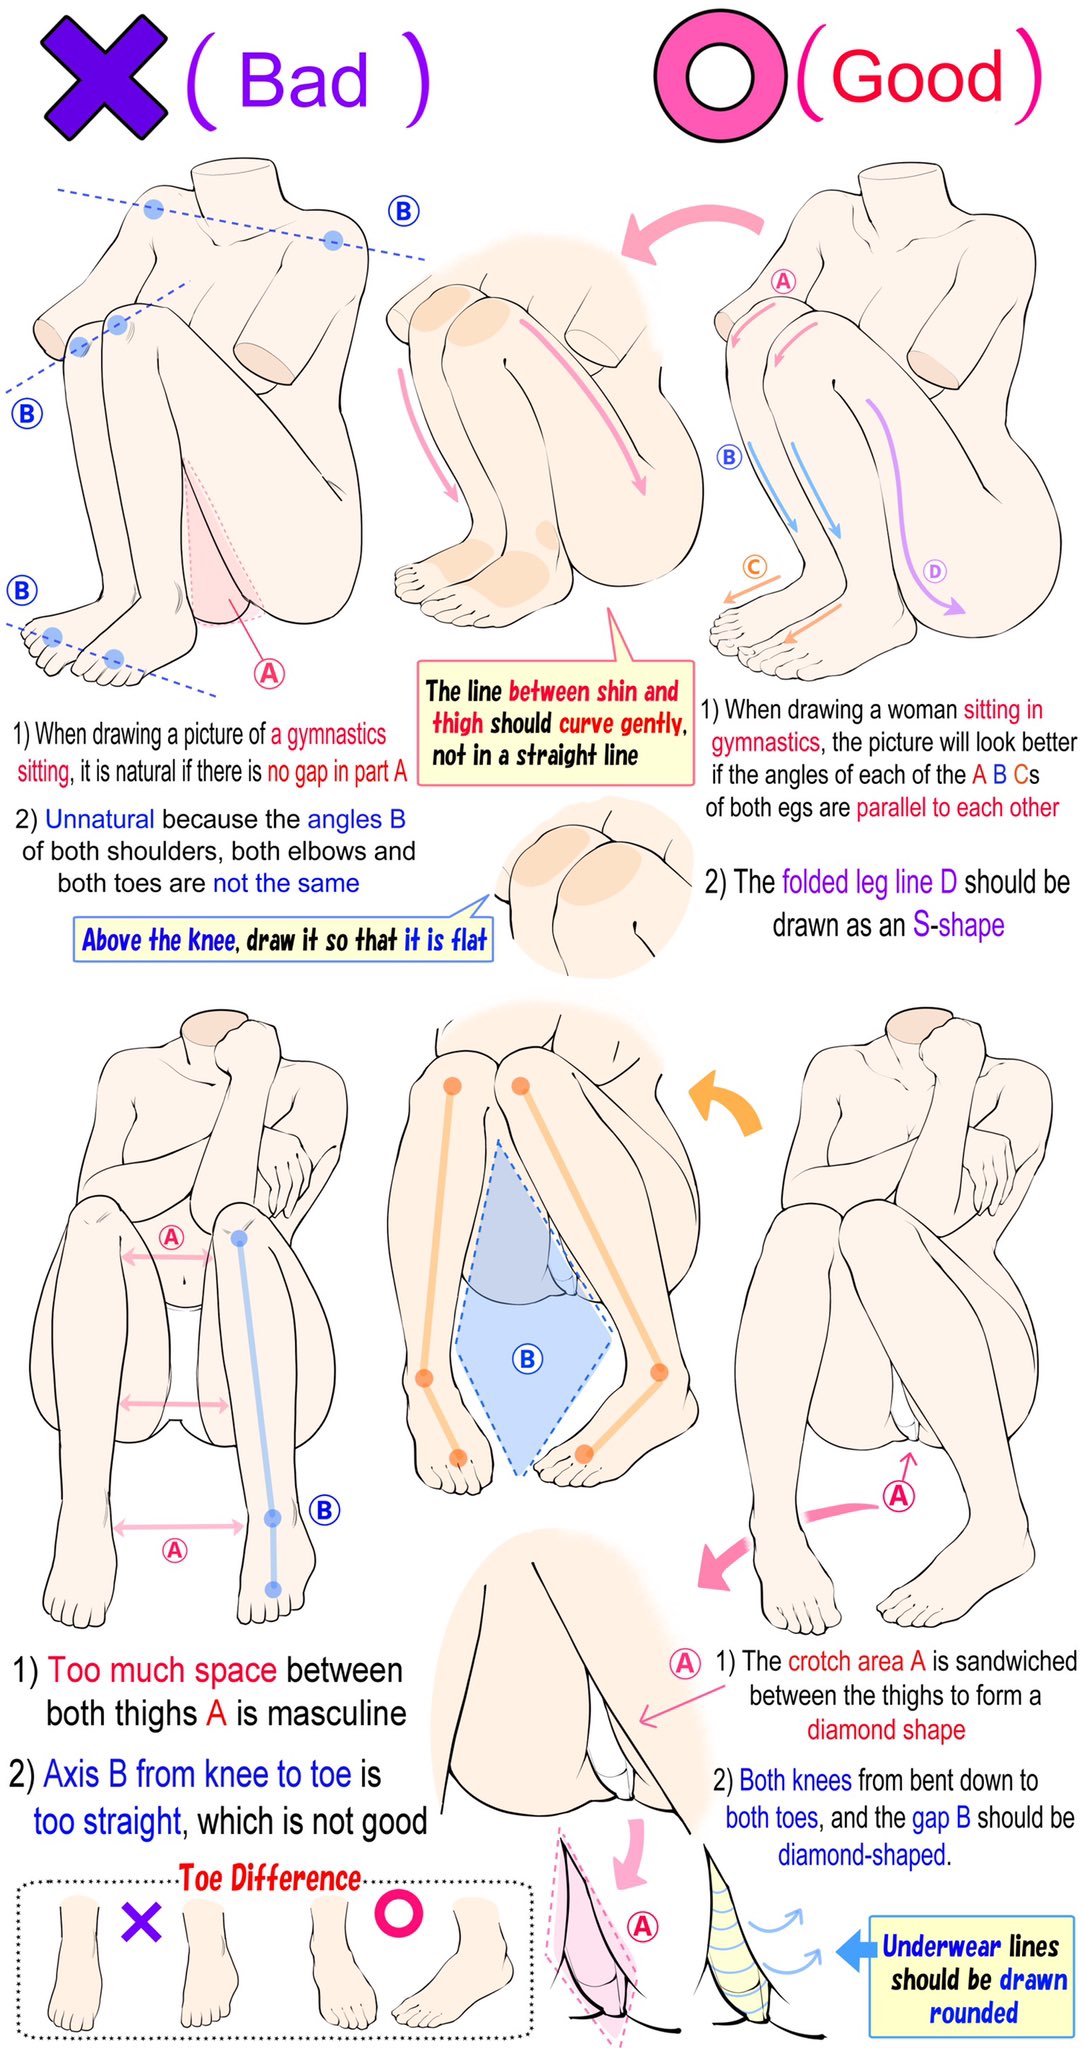 ( Bad )
( Good )
B
A
B
B
B
C
D
A
The line between shin and
thigh should curve gently,
not in a straight line
1) When drawing a picture of a gymnastics
sitting, it is natural if there is no gap in part A
2) Unnatural because the angles B
of both shoulders, both elbows and
both toes are not the same
Above the knee, draw it so that it is flat
1) When drawing a woman sitting in
gymnastics, the picture will look better
if the angles of each of the A B Cs
of both egs are parallel to each other
2) The folded leg line D should be
drawn as an S-shape
A
B
A
B
A
1) Too much space between
both thighs A is masculine
2) Axis B from knee to toe is
too straight, which is not good
A
1) The crotch area A is sandwiched
between the thighs to form a
diamond shape
2) Both knees from bent down to
both toes, and the gap B should be
diamond-shaped.
Toe Difference
A
Underwear lines
should be drawn
rounded